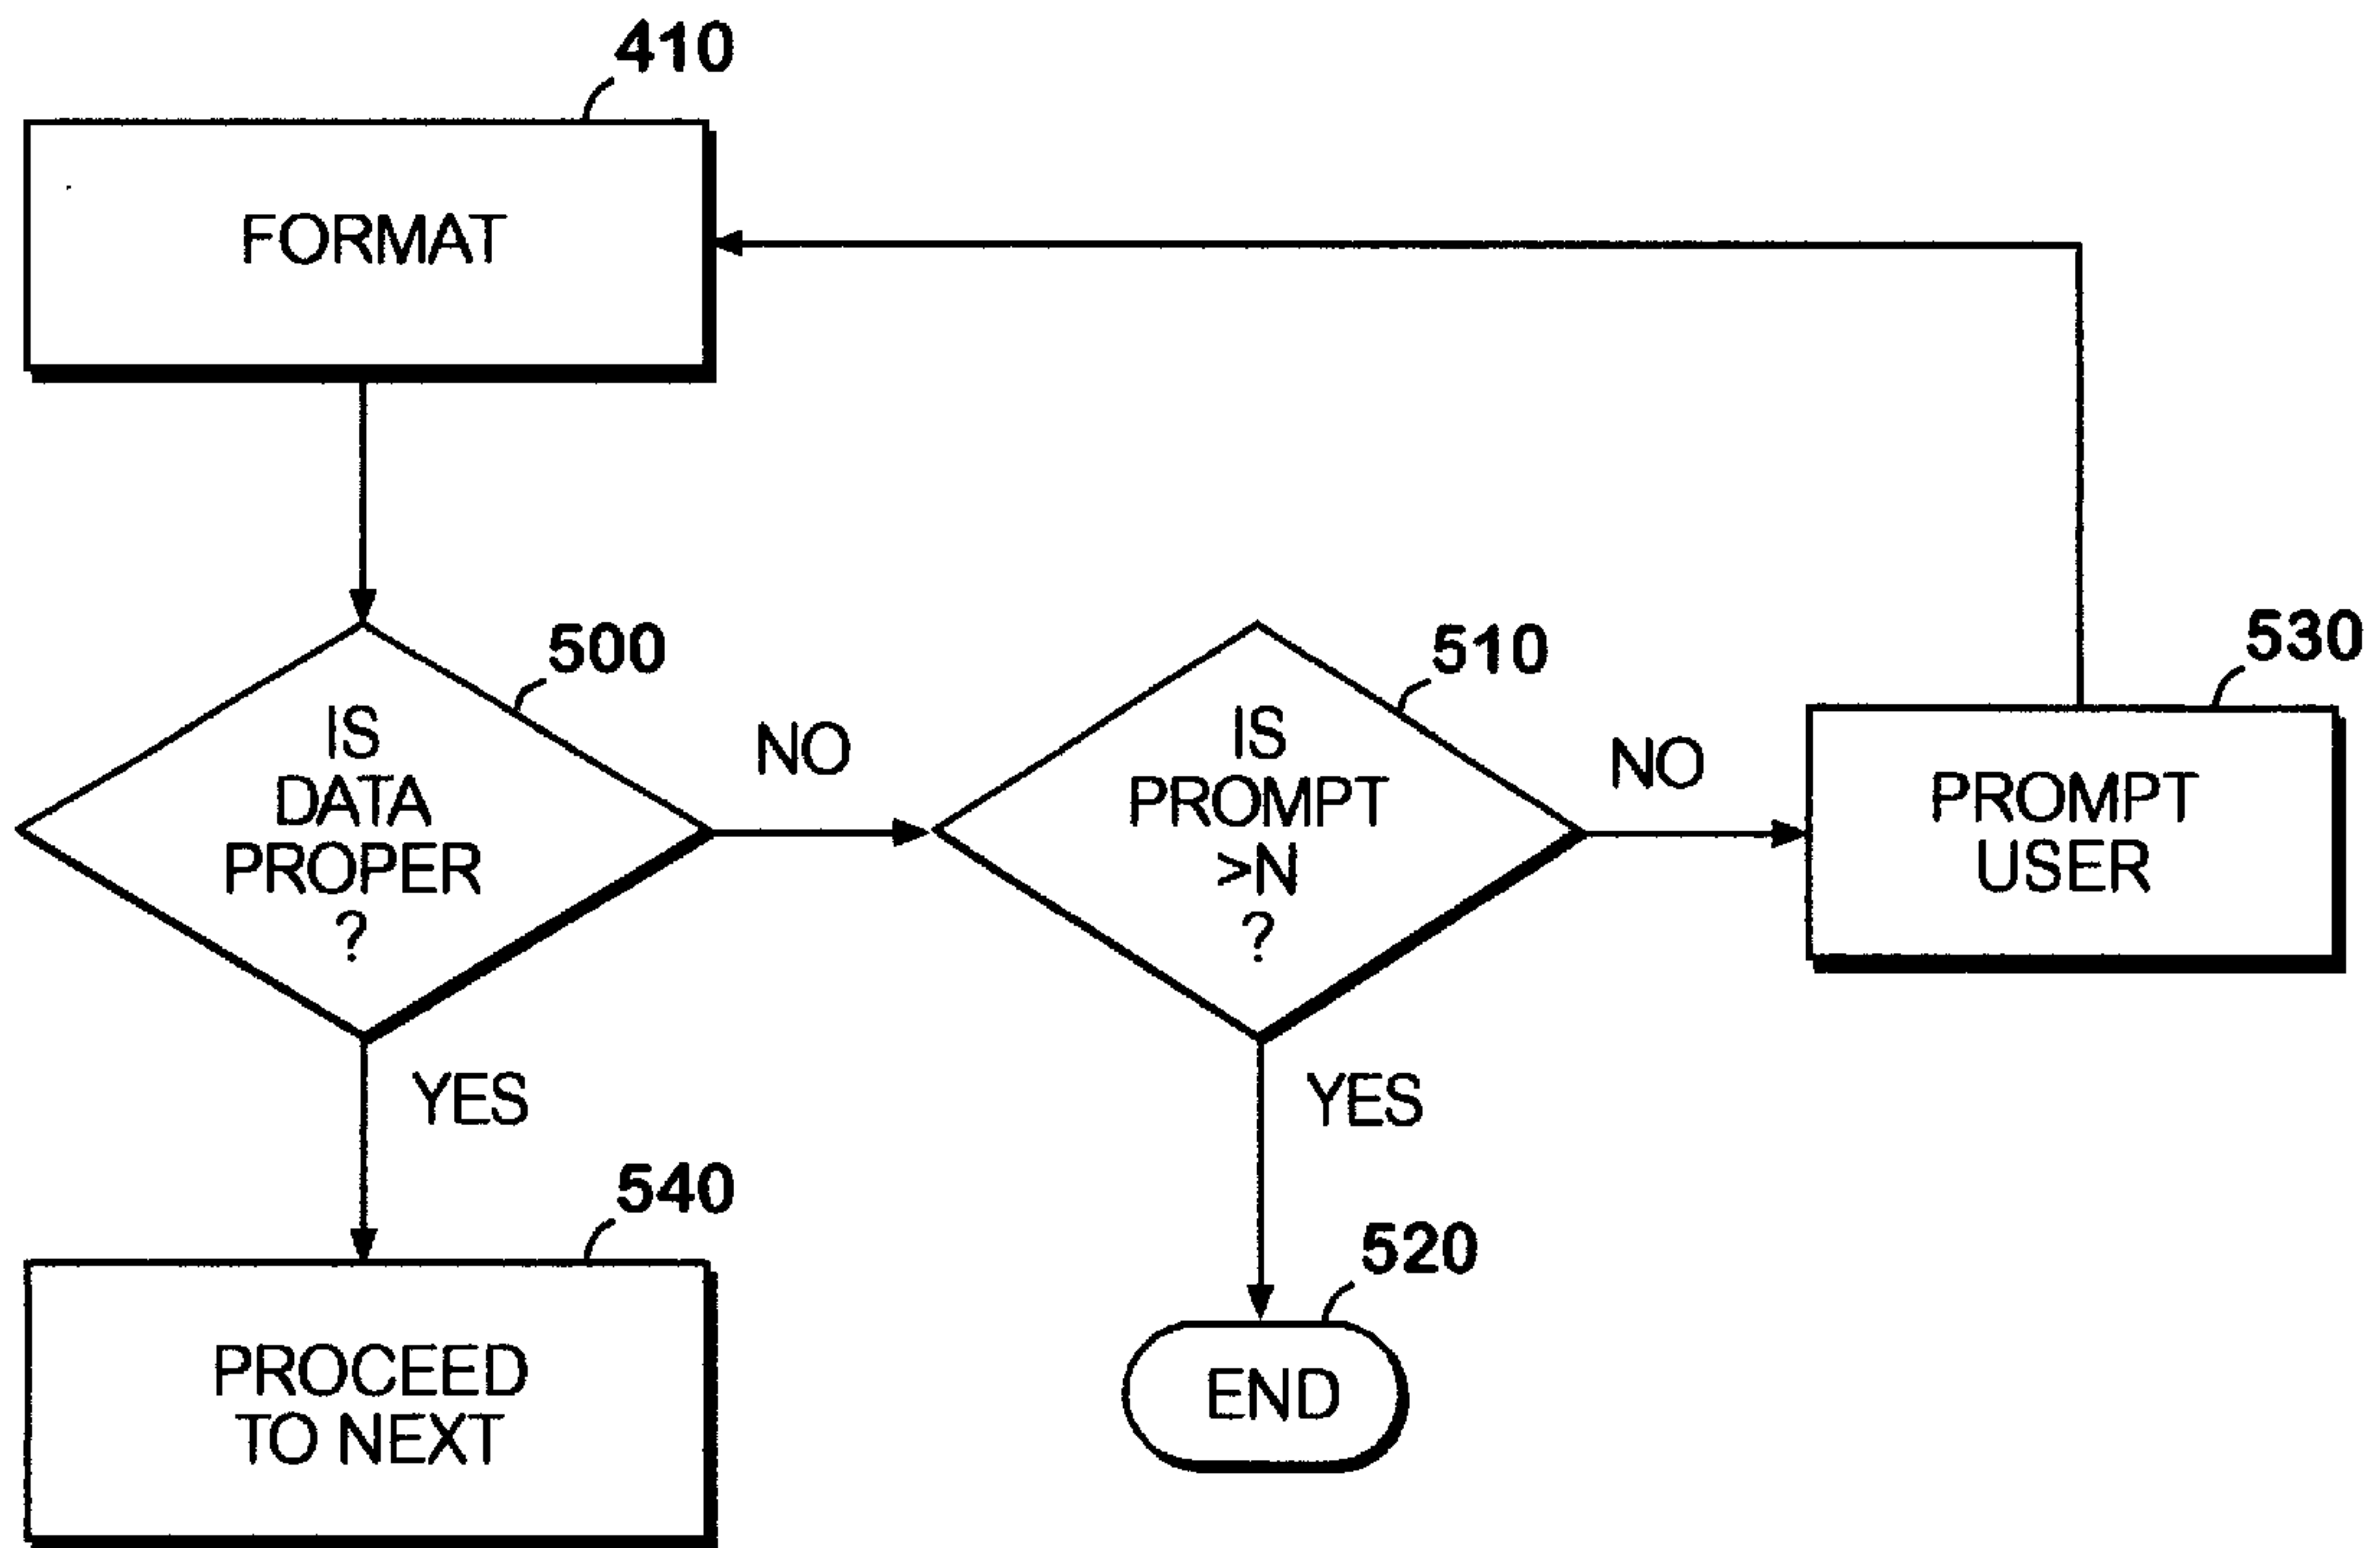 410
FORMAT
500
IS
DATA
PROPER
?
NO
510
IS
PROMPT
>N
?
NO
530
PROMPT
USER
YES
YES
540
PROCEED
TO NEXT
520
END